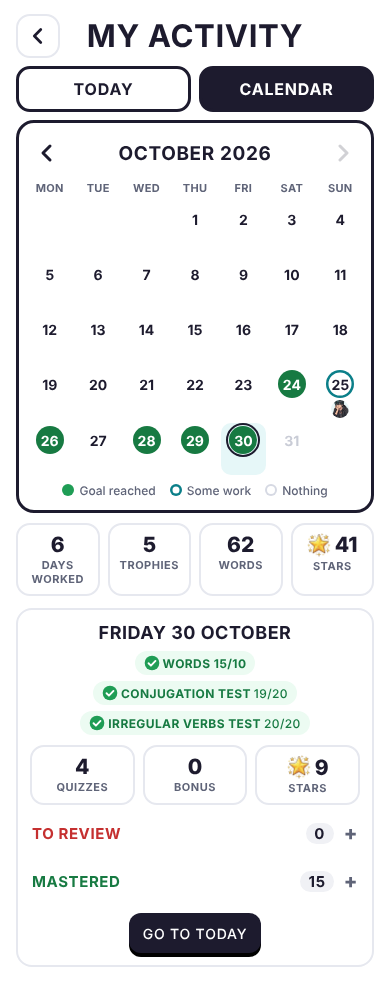 MY ACTIVITY
TODAY
CALENDAR
OCTOBER 2026
MON TUE WED THU FRI SAT SUN
1 2 3 4
5 6 7 8 9 10 11
12 13 14 15 16 17 18
19 20 21 22 23 24 25
26 27 28 29 30 31
Goal reached Some work Nothing
6
DAYS
WORKED
5
TROPHIES
62
WORDS
41
STARS
FRIDAY 30 OCTOBER
WORDS 15/10
CONJUGATION TEST 19/20
IRREGULAR VERBS TEST 20/20
4
QUIZZES
0
BONUS
9
STARS
TO REVIEW 0 +
MASTERED 15 +
GO TO TODAY